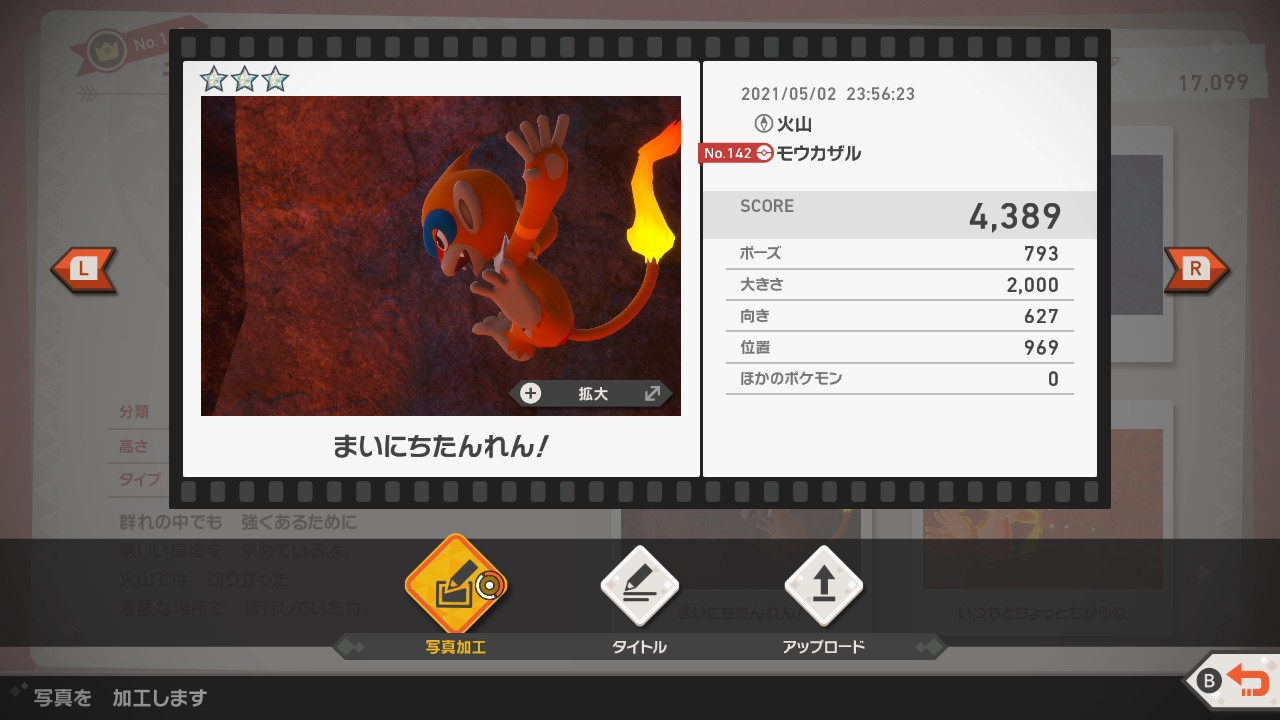 No.1
17,099
2021/05/02 23:56:23
火山
No.142 モウカザル
SCORE 4,389
ポーズ 793
大きさ 2,000
向き 627
位置 969
ほかのポケモン 0
L
R
拡大
まいにちたんれん!
分類
高さ
タイプ
群れの中でも 強くあるために
厳しい環境を 求めているよ。
火山では 切り立った
危険な場所で 修行していたね。
まいにちたんれん!
いつもとちょっとちがうな
写真加工
タイトル
アップロード
写真を 加工します
B